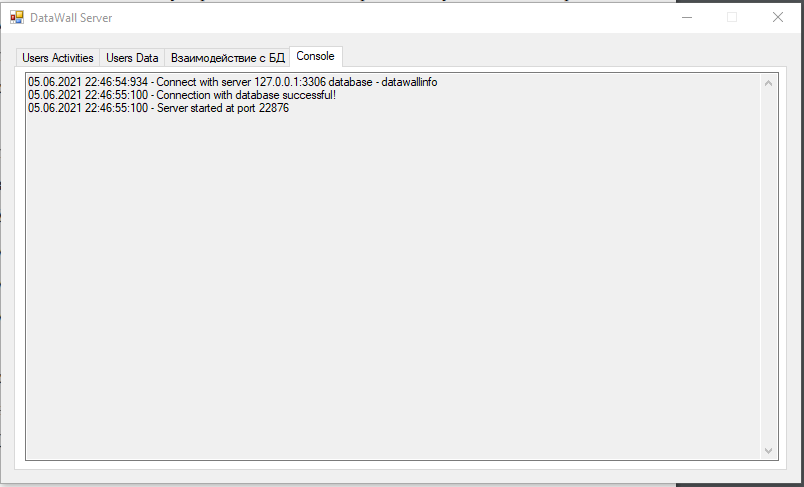 DataWall Server
Users Activities Users Data Взаимодействие с БД Console
05.06.2021 22:46:54:934 - Connect with server 127.0.0.1:3306 database - datawallinfo
05.06.2021 22:46:55:100 - Connection with database successful!
05.06.2021 22:46:55:100 - Server started at port 22876